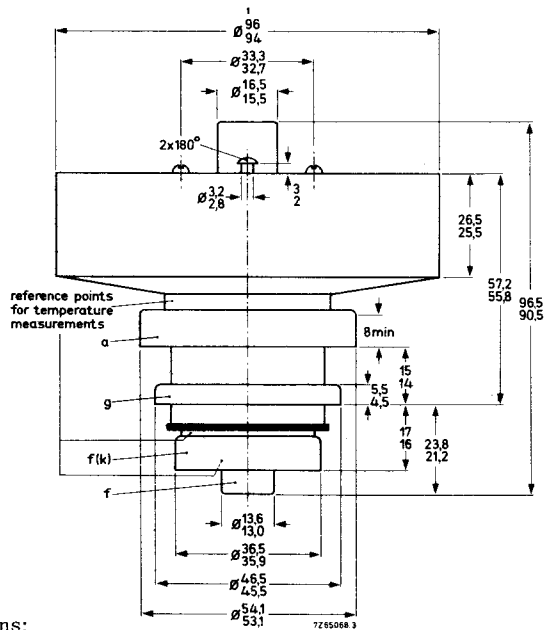 1
Ø 96
94
Ø 33,3
32,7
Ø 16,5
15,5
2x180°
Ø 3,2
2,8
3
2
26,5
25,5
57,2
55,8
96,5
90,5
reference points
for temperature
measurements
a
8min
15
14
5,5
4,5
g
17
16
23,8
21,2
f(k)
f
Ø 13,6
13,0
Ø 36,5
35,9
Ø 46,5
45,5
Ø 54,1
53,1
7Z65068.3
ns: